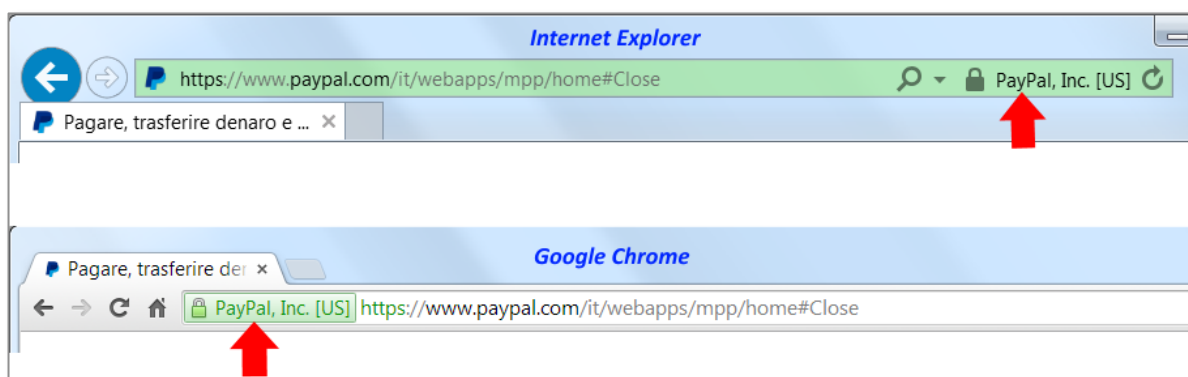 Internet Explorer
https://www.paypal.com/it/webapps/mpp/home#Close PayPal, Inc. [US]
Pagare, trasferire denaro e ...
Google Chrome
Pagare, trasferire der
PayPal, Inc. [US] https://www.paypal.com/it/webapps/mpp/home#Close